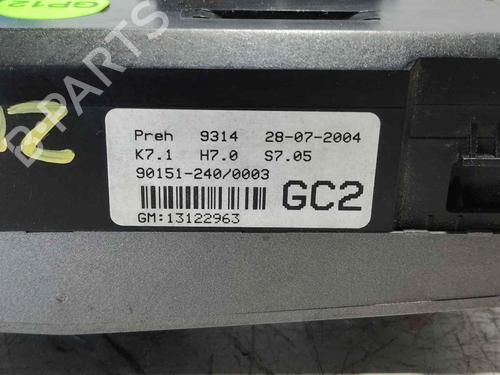 GP12
B-PARTS
Preh 9314 28-07-2004
K7.1 H7.0 S7.05
90151-240/0003
GC2
GM:13122963